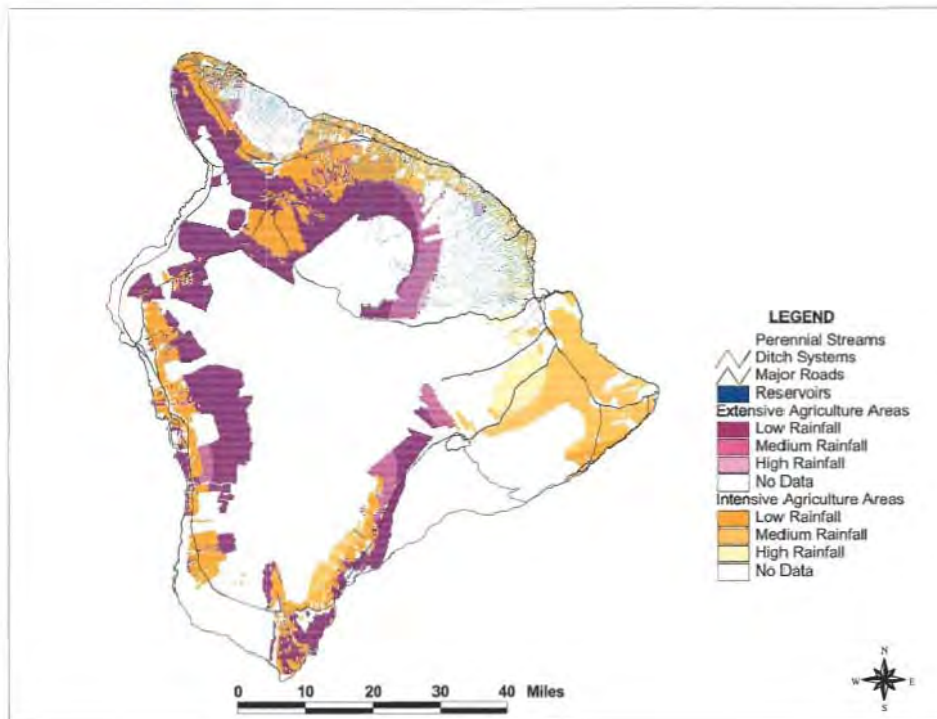 LEGEND
Perennial Streams
Ditch Systems
Major Roads
Reservoirs
Extensive Agriculture Areas
Low Rainfall
Medium Rainfall
High Rainfall
No Data
Intensive Agriculture Areas
Low Rainfall
Medium Rainfall
High Rainfall
No Data
N
W E
S
0 10 20 30 40 Miles